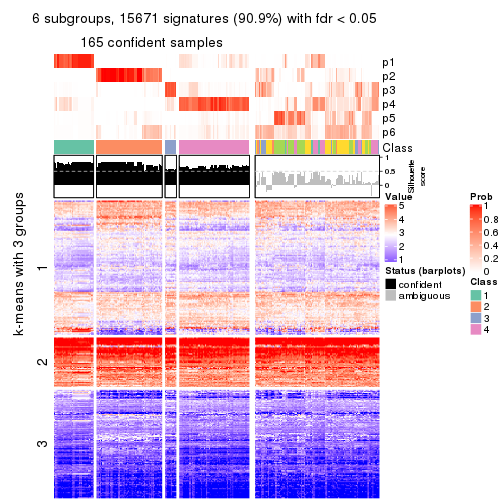 6 subgroups, 15671 signatures (90.9%) with fdr < 0.05
165 confident samples
p1
p2
p3
p4
p5
p6
Class
1
0.5
0
Silhouette
score
k-means with 3 groups
1
2
3
Value
5
4
3
2
1
Status (barplots)
confident
ambiguous
Prob
1
0.8
0.6
0.4
0.2
0
Class
1
2
3
4